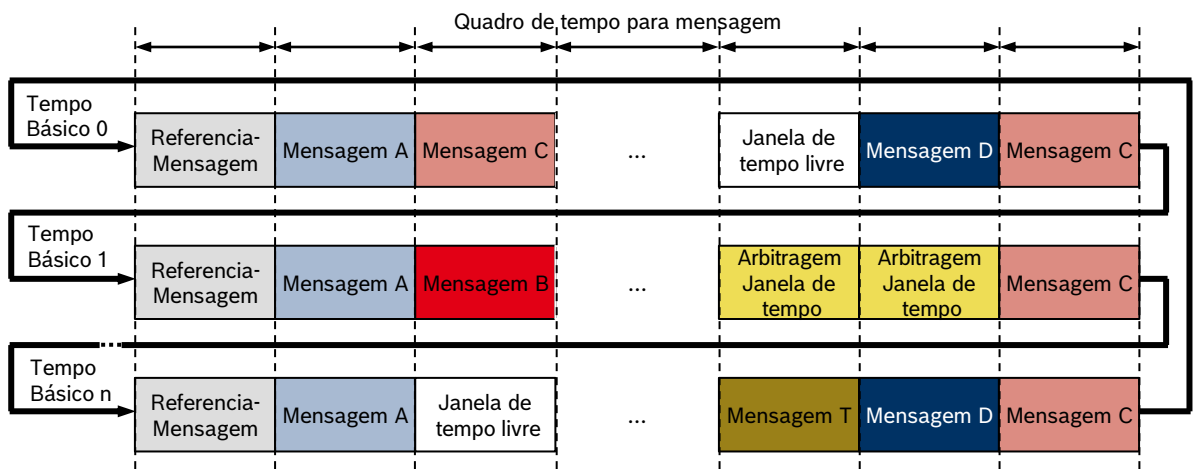 Quadro de tempo para mensagem
Tempo
Básico 0
Referencia-
Mensagem
Mensagem A
Mensagem C
...
Janela de
tempo livre
Mensagem D
Mensagem C
Tempo
Básico 1
Referencia-
Mensagem
Mensagem A
Mensagem B
...
Arbitragem
Janela de
tempo
Arbitragem
Janela de
tempo
Mensagem C
Tempo
Básico n
Referencia-
Mensagem
Mensagem A
Janela de
tempo livre
...
Mensagem T
Mensagem D
Mensagem C